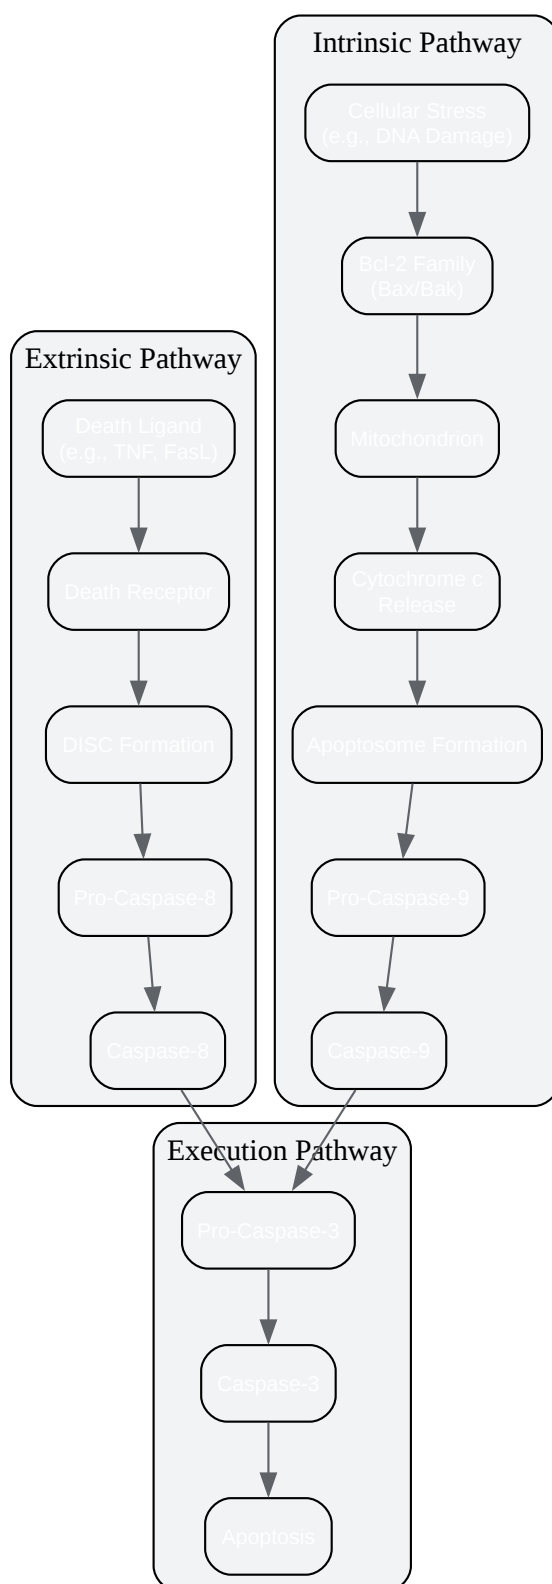 Intrinsic Pathway
Cellular Stress
(e.g., DNA Damage)
Bcl-2 Family
(Bax/Bak)
Mitochondrion
Cytochrome c
Release
Apoptosome Formation
Pro-Caspase-9
Caspase-9
Extrinsic Pathway
Death Ligand
(e.g., TNF, FasL)
Death Receptor
DISC Formation
Pro-Caspase-8
Caspase-8
Execution Pathway
Pro-Caspase-3
Caspase-3
Apoptosis